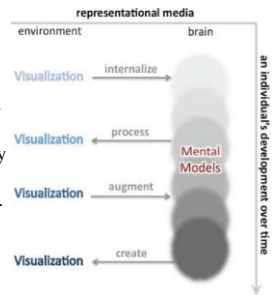 representational media
environment brain
Visualization internalize
Visualization process
y
Mental
Models
Visualization augment
.
Visualization create
an individual's development over time